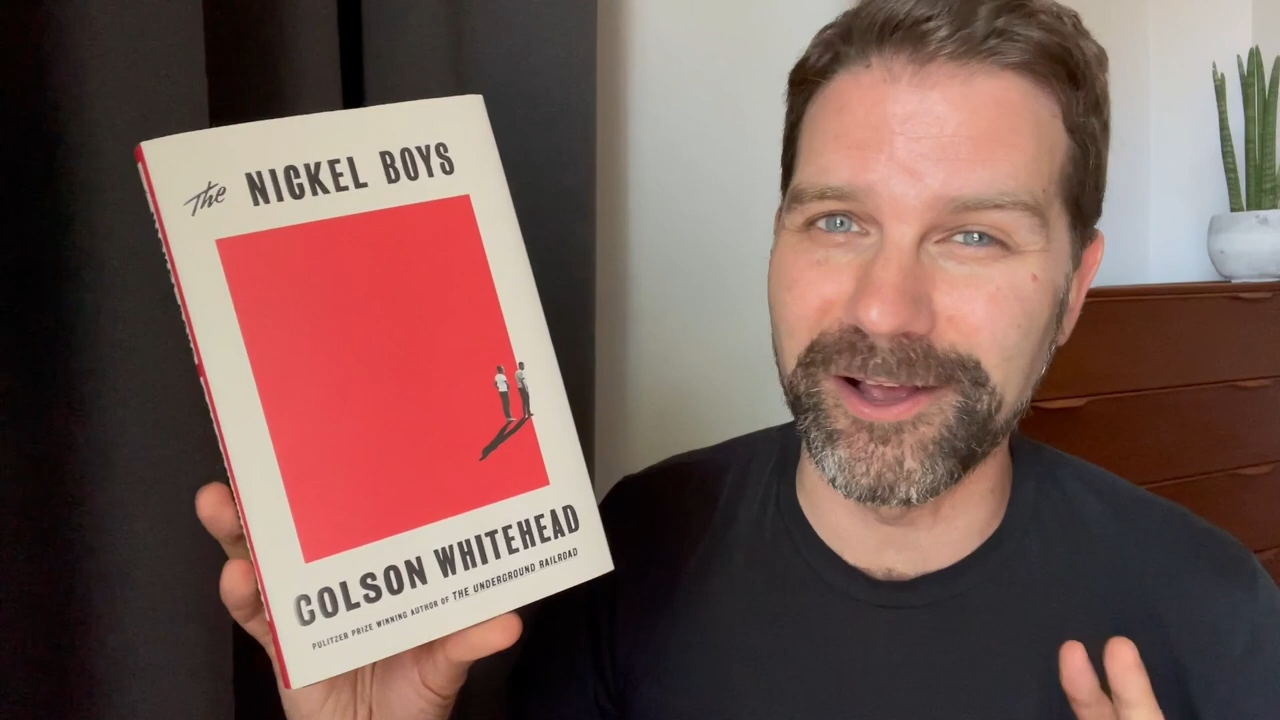 The NICKEL BOYS
COLSON WHITEHEAD
PULITZER PRIZE WINNING AUTHOR OF THE UNDERGROUND RAILROAD